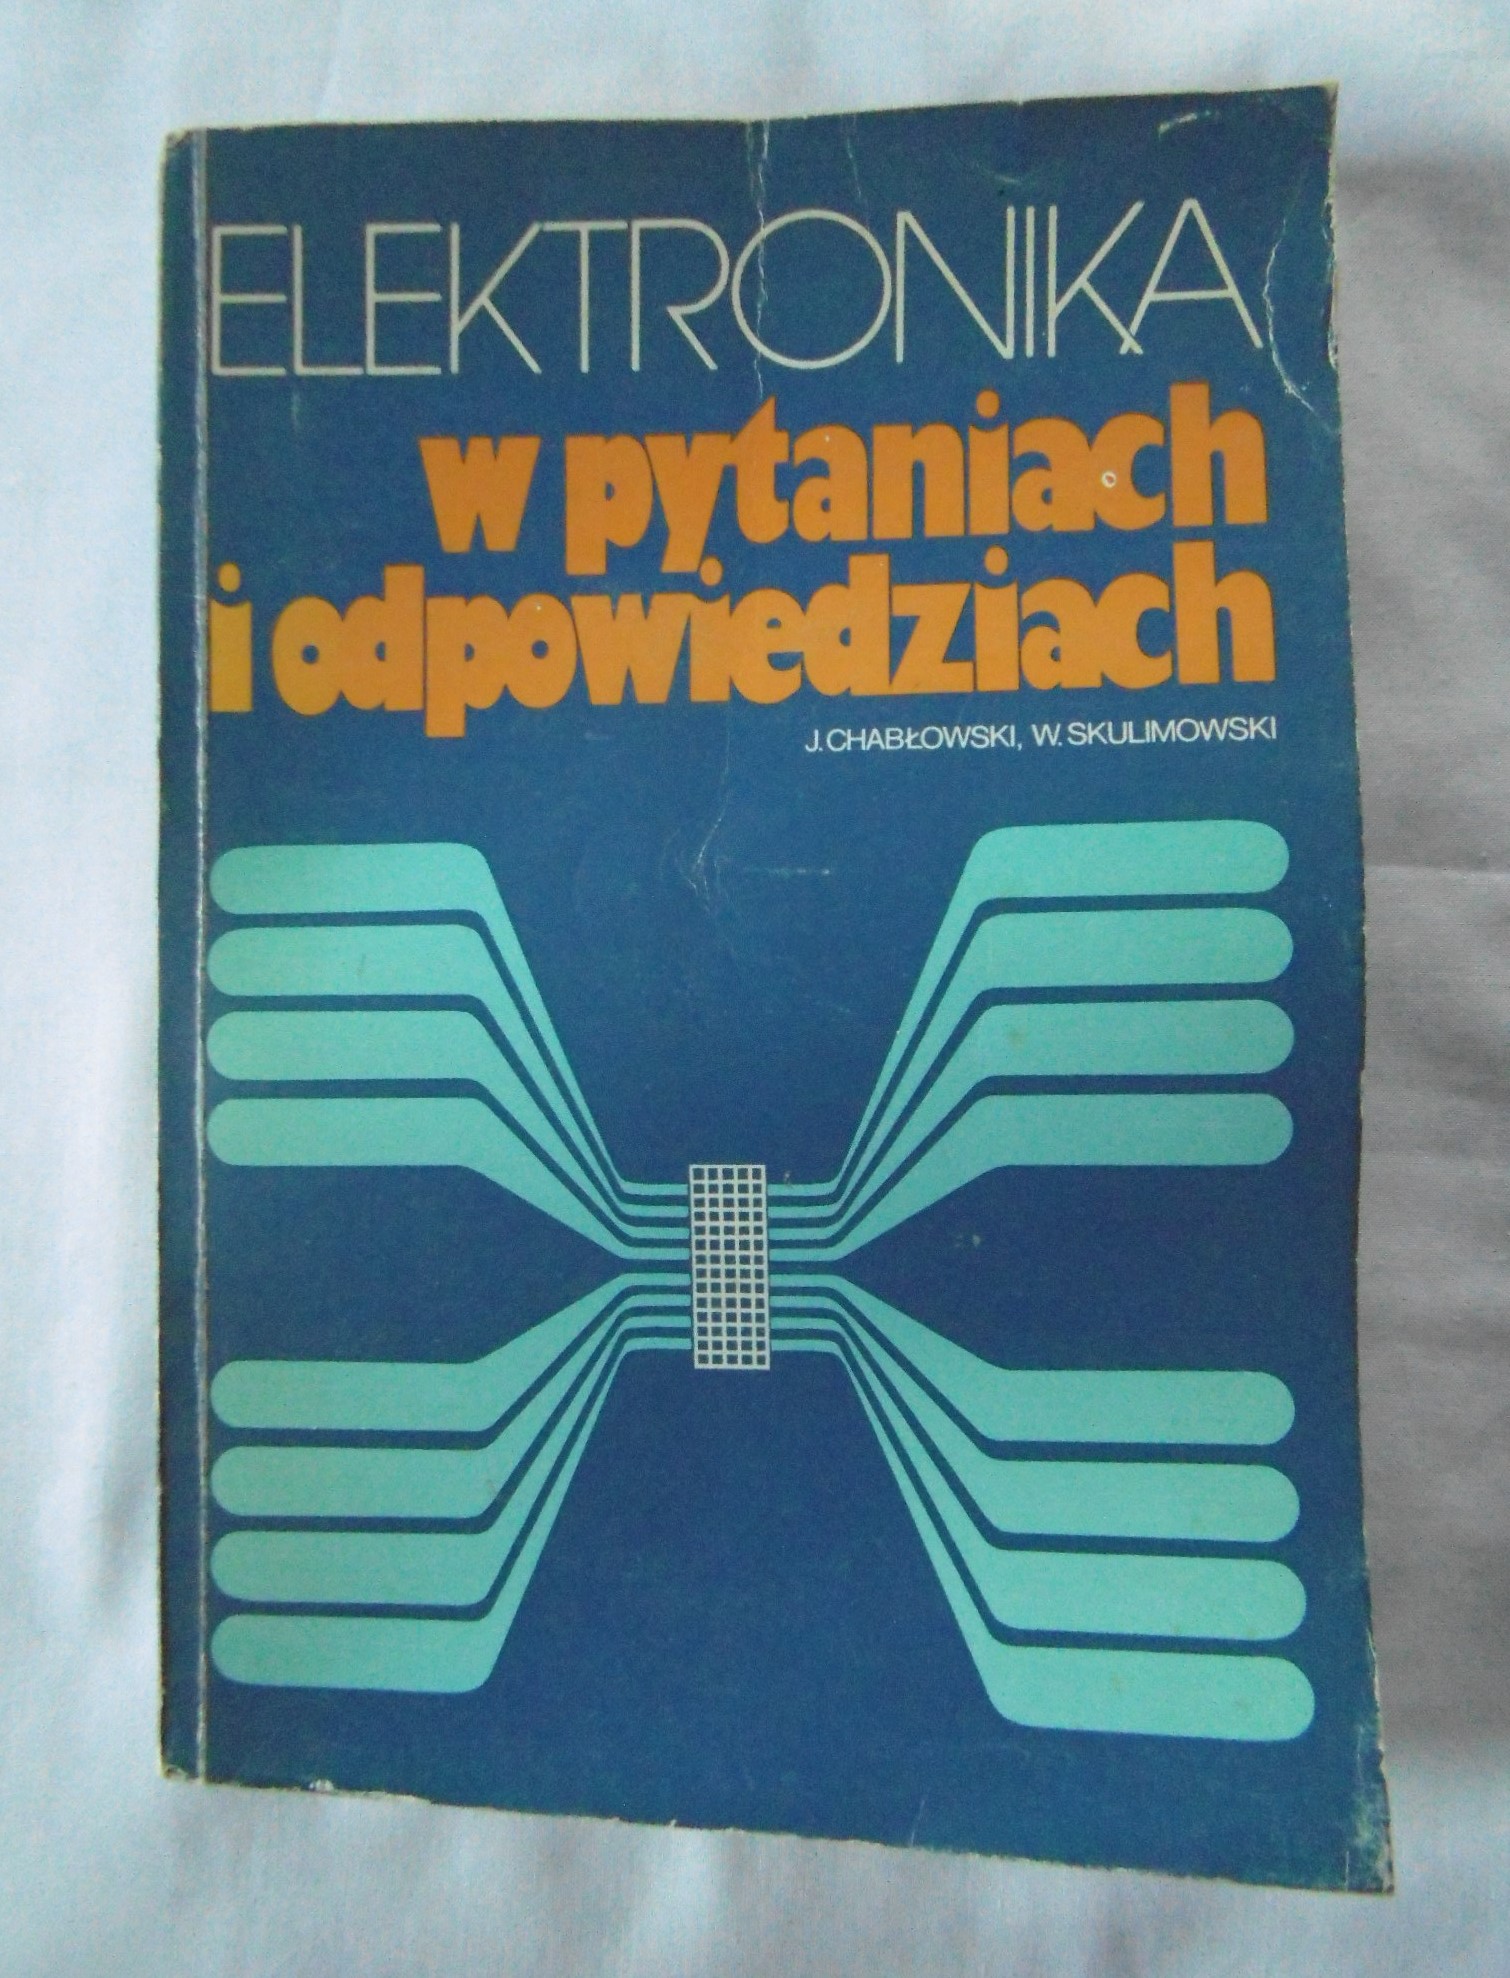 ELEKTRONIKA
w pytaniach
i odpowiedziach
J. CHABŁOWSKI, W. SKULIMOWSKI